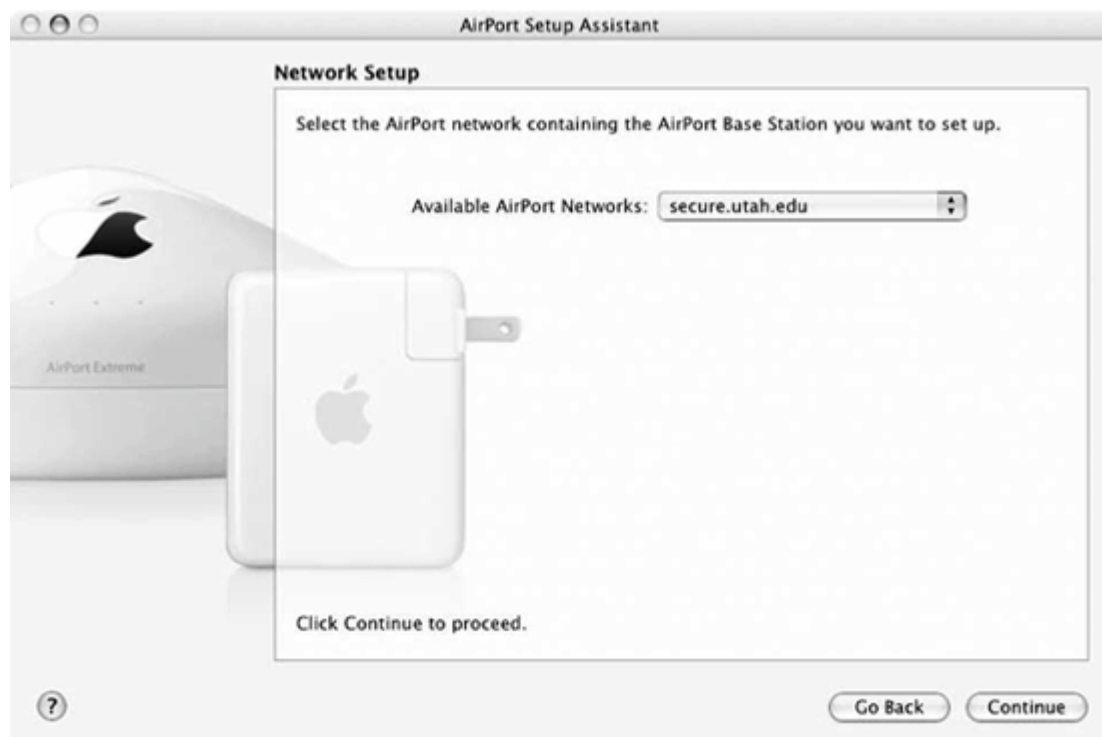 AirPort Setup Assistant
Network Setup
Select the AirPort network containing the AirPort Base Station you want to set up.
Available AirPort Networks: secure.utah.edu
AirPort Extreme
Click Continue to proceed.
? Go Back Continue